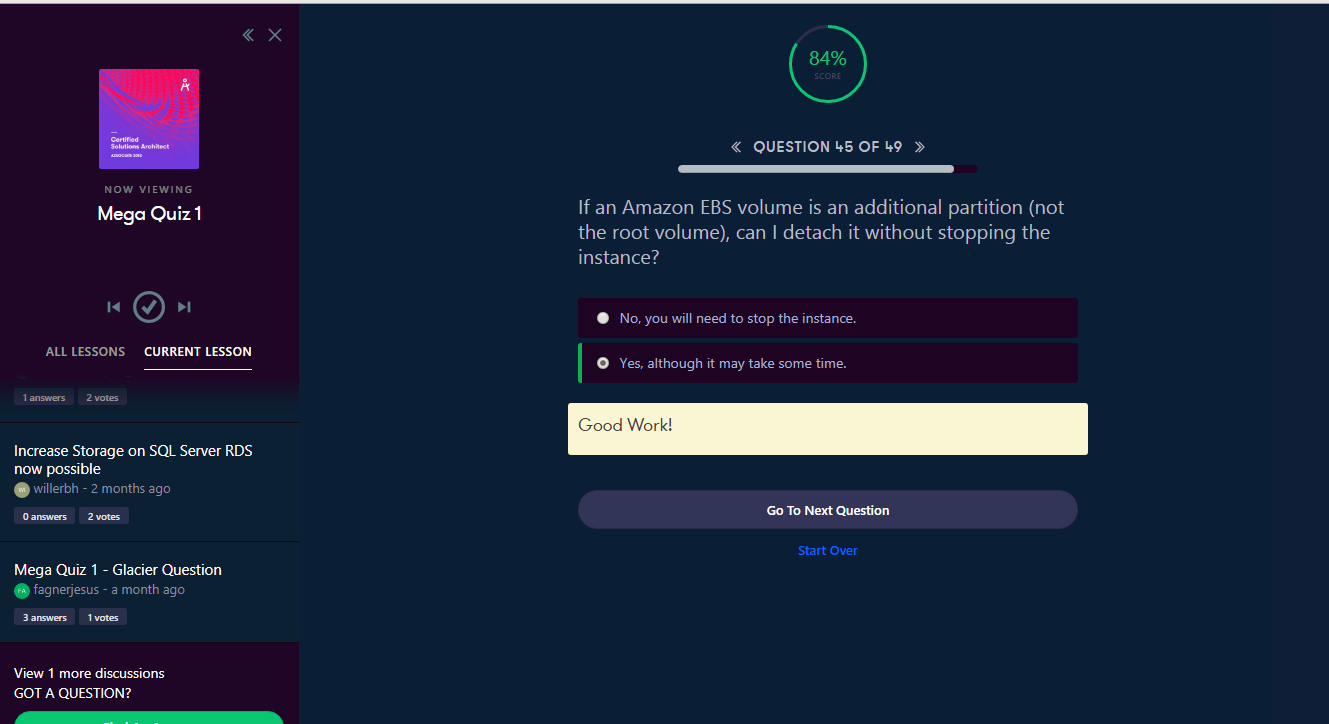 Certified
Solutions Architect
ASSOCIATE 2018
NOW VIEWING
Mega Quiz 1
ALL LESSONS CURRENT LESSON
1 answers 2 votes
Increase Storage on SQL Server RDS
now possible
WI willerbh - 2 months ago
0 answers 2 votes
Mega Quiz 1 - Glacier Question
FA fagnerjesus - a month ago
3 answers 1 votes
View 1 more discussions
GOT A QUESTION?
84%
SCORE
« QUESTION 45 OF 49 »
If an Amazon EBS volume is an additional partition (not
the root volume), can I detach it without stopping the
instance?
No, you will need to stop the instance.
Yes, although it may take some time.
Good Work!
Go To Next Question
Start Over